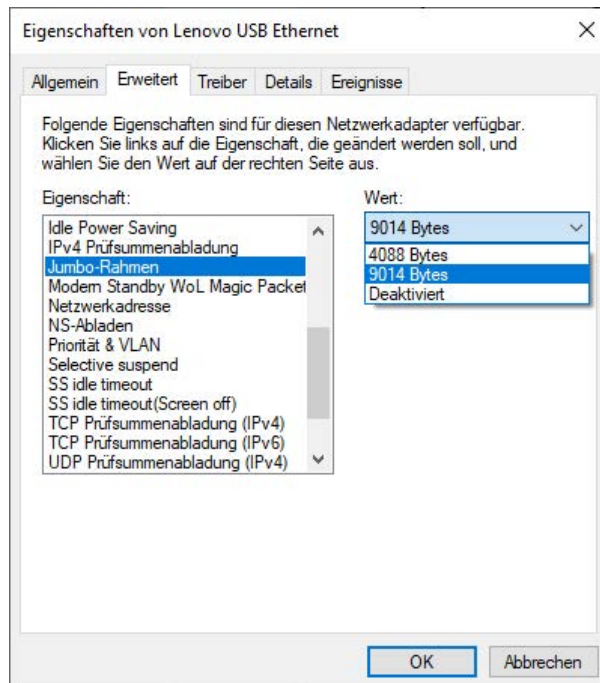 Eigenschaften von Lenovo USB Ethernet
Allgemein Erweitert Treiber Details Ereignisse
Folgende Eigenschaften sind für diesen Netzwerkadapter verfügbar.
Klicken Sie links auf die Eigenschaft, die geändert werden soll, und
wählen Sie den Wert auf der rechten Seite aus.
Eigenschaft:
Idle Power Saving
IPv4 Prüfsummenabladung
Jumbo-Rahmen
Modern Standby WoL Magic Packet
Netzwerkadresse
NS-Abladen
Priorität & VLAN
Selective suspend
SS idle timeout
SS idle timeout(Screen off)
TCP Prüfsummenabladung (IPv4)
TCP Prüfsummenabladung (IPv6)
UDP Prüfsummenabladung (IPv4)
Wert:
9014 Bytes
4088 Bytes
9014 Bytes
Deaktiviert
OK Abbrechen